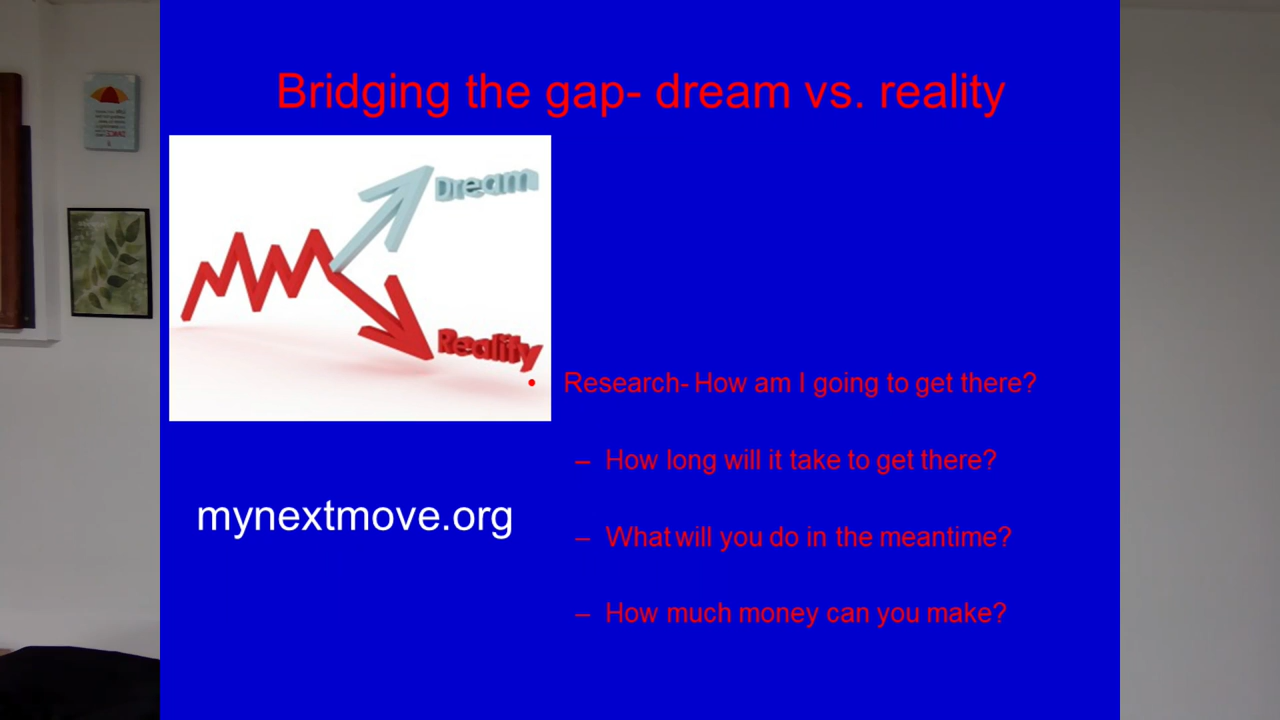 Bridging the gap- dream vs. reality
Dream
Reality
• Research- How am I going to get there?
– How long will it take to get there?
mynextmove.org
– What will you do in the meantime?
– How much money can you make?